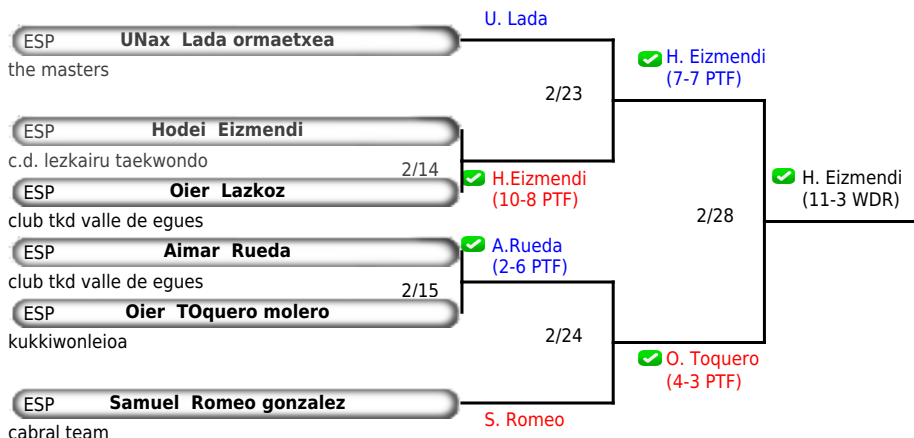 U. Lada
ESP UNax Lada ormaetxea
the masters
H. Eizmendi
(7-7 PTF)
2/23
ESP Hodei Eizmendi
c.d. lezkairu taekwondo
2/14
H.Eizmendi
(10-8 PTF)
ESP Oier Lazkoz
club tkd valle de egues
H. Eizmendi
(11-3 WDR)
2/28
ESP Aimar Rueda
club tkd valle de egues
A.Rueda
(2-6 PTF)
2/15
ESP Oier TOquero molero
kukkiwonleioa
2/24
O. Toquero
(4-3 PTF)
ESP Samuel Romeo gonzalez
cabral team
S. Romeo